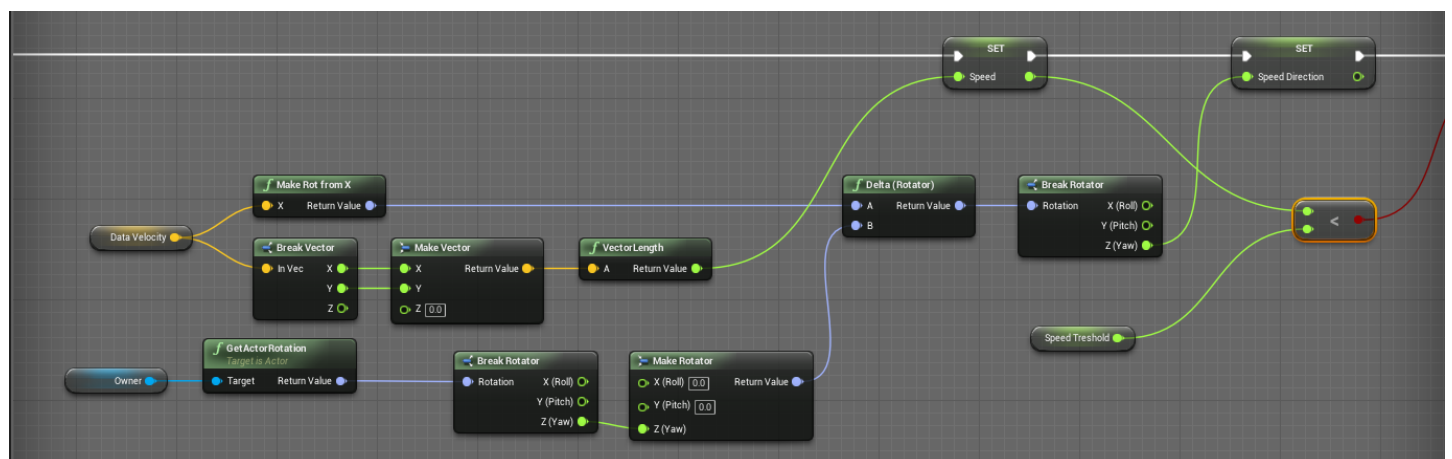 SET
Speed
SET
Speed Direction
Make Rot from X
X Return Value
Delta (Rotator)
A Return Value
B
Break Rotator
Rotation X (Roll)
Y (Pitch)
Z (Yaw)
Data Velocity
Break Vector
In Vec X
Y
Z
Make Vector
X Return Value
Y
Z 0.0
VectorLength
A Return Value
<
Speed Treshold
GetActorRotation
Target is Actor
Target Return Value
Owner
Break Rotator
Rotation X (Roll)
Y (Pitch)
Z (Yaw)
Make Rotator
X (Roll) 0.0 Return Value
Y (Pitch) 0.0
Z (Yaw)